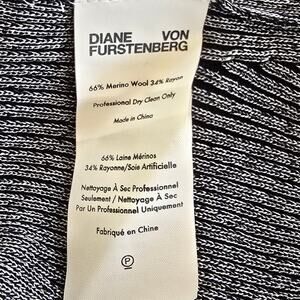 DIANE VON
FURSTENBERG
66% Merino Wool 34% Rayon
Professional Dry Clean Only
Made in China
66% Laine Mérinos
34% Rayonne/Soie Artificielle
Nettoyage À Sec Professionnel
Seulement / Nettoyage À Sec
Par Un Professionnel Uniquement
Fabriqué en Chine
P